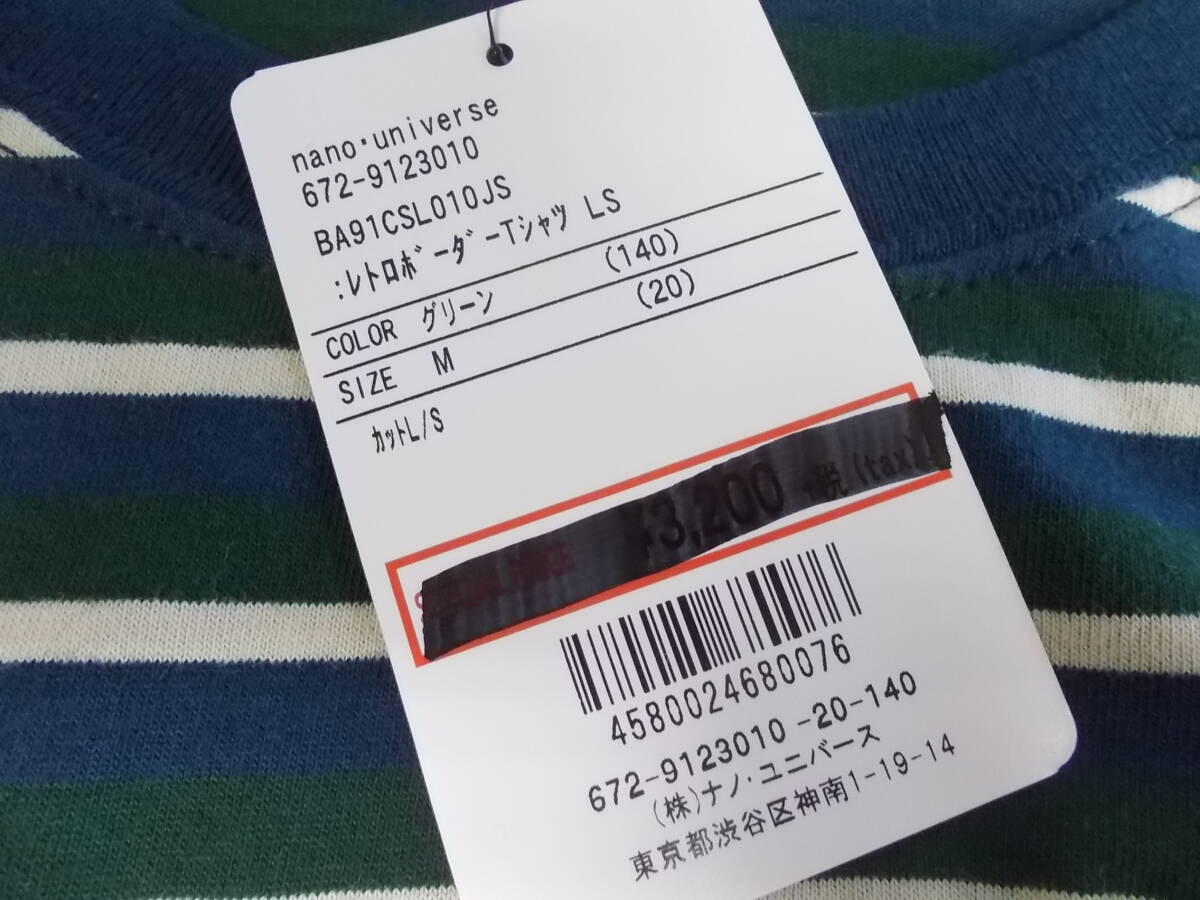 nano・universe
672-9123010
BA91CSL010JS
:レトロボーダーTシャツ LS
COLOR グリーン (140)
SIZE M (20)
カットL/S
¥3,200 +税(tax)
4580024680076
672-9123010 -20-140
(株)ナノ・ユニバース
東京都渋谷区神南1-19-14